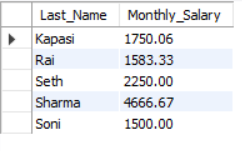 Last_Name Monthly_Salary
Kapasi 1750.06
Rai 1583.33
Seth 2250.00
Sharma 4666.67
Soni 1500.00